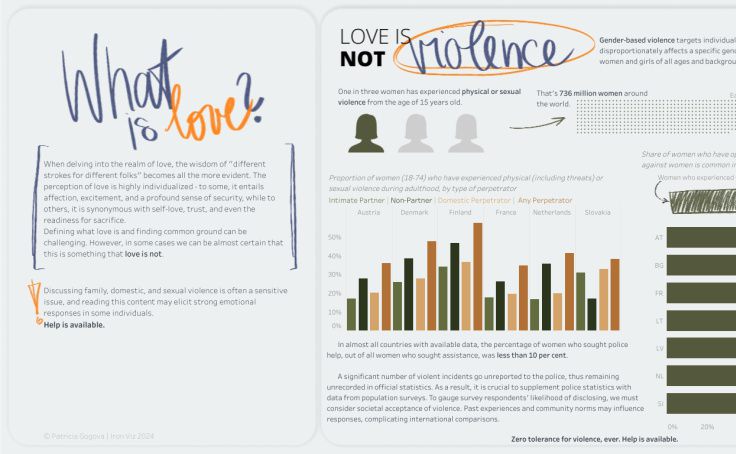 What
is love?
When delving into the realm of love, the wisdom of "different
strokes for different folks" becomes all the more evident. The
perception of love is highly individualized - to some, it entails
affection, excitement, and a profound sense of security, while to
others, it is synonymous with self-love, trust, and even the
readiness for sacrifice.
Defining what love is and finding common ground can be
challenging. However, in some cases we can be almost certain that
this is something that love is not.
Discussing family, domestic, and sexual violence is often a sensitive
issue, and reading this content may elicit strong emotional
responses in some individuals.
Help is available.
© Patricia Gogova | Iron Viz 2024
LOVE IS
NOT violence
Gender-based violence targets individual
disproportionately affects a specific gen
women and girls of all ages and backgrou
One in three women has experienced physical or sexual
violence from the age of 15 years old.
That's 736 million women around
the world.
Proportion of women (18-74) who have experienced physical (including threats) or
sexual violence during adulthood, by type of perpetrator
Intimate Partner | Non-Partner | Domestic Perpetrator | Any Perpetrator
Austria Denmark Finland France Netherlands Slovakia
50%
40%
30%
20%
10%
0%
In almost all countries with available data, the percentage of women who sought police
help, out of all women who sought assistance, was less than 10 per cent.
A significant number of violent incidents go unreported to the police, thus remaining
unrecorded in official statistics. As a result, it is crucial to supplement police statistics with
data from population surveys. To gauge survey respondents' likelihood of disclosing, we must
consider societal acceptance of violence. Past experiences and community norms may influence
responses, complicating international comparisons.
Share of women who have op
against women is common i
Women who experienced
AT
BG
FR
LT
LV
NL
SI
0% 20%
Zero tolerance for violence, ever. Help is available.